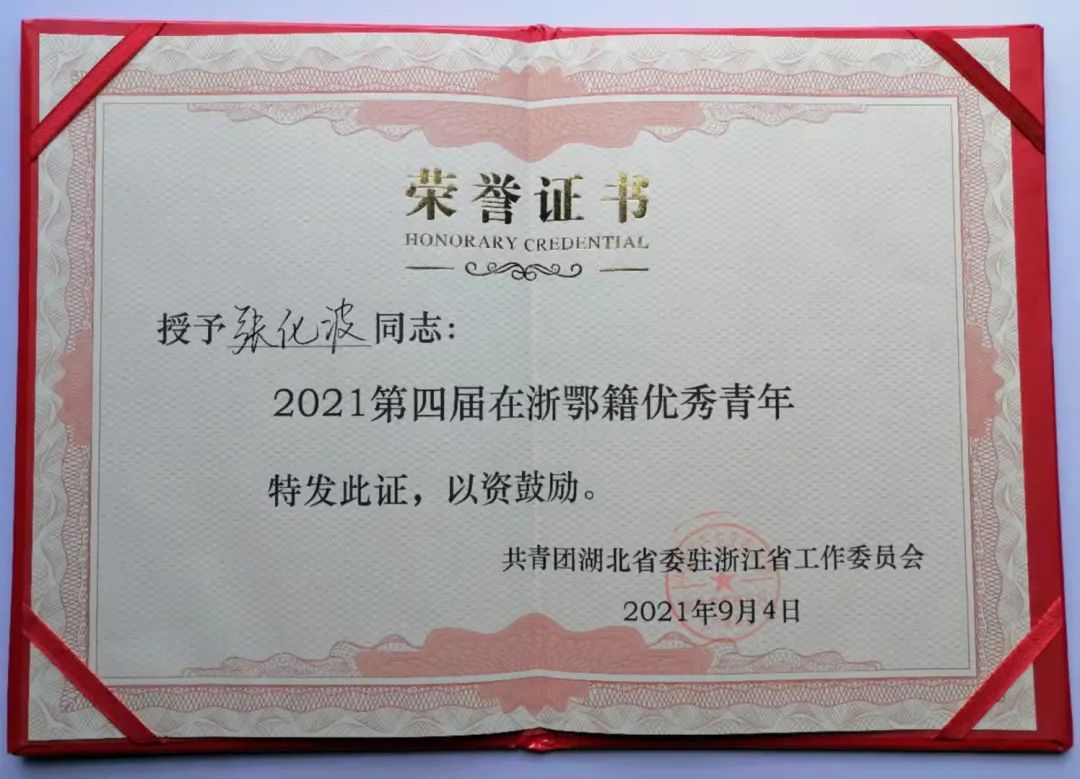 荣誉证书
HONORARY CREDENTIAL
授予张化波同志：
2021第四届在浙鄂籍优秀青年
特发此证，以资鼓励。
共青团湖北省委驻浙江省工作委员会
2021年9月4日